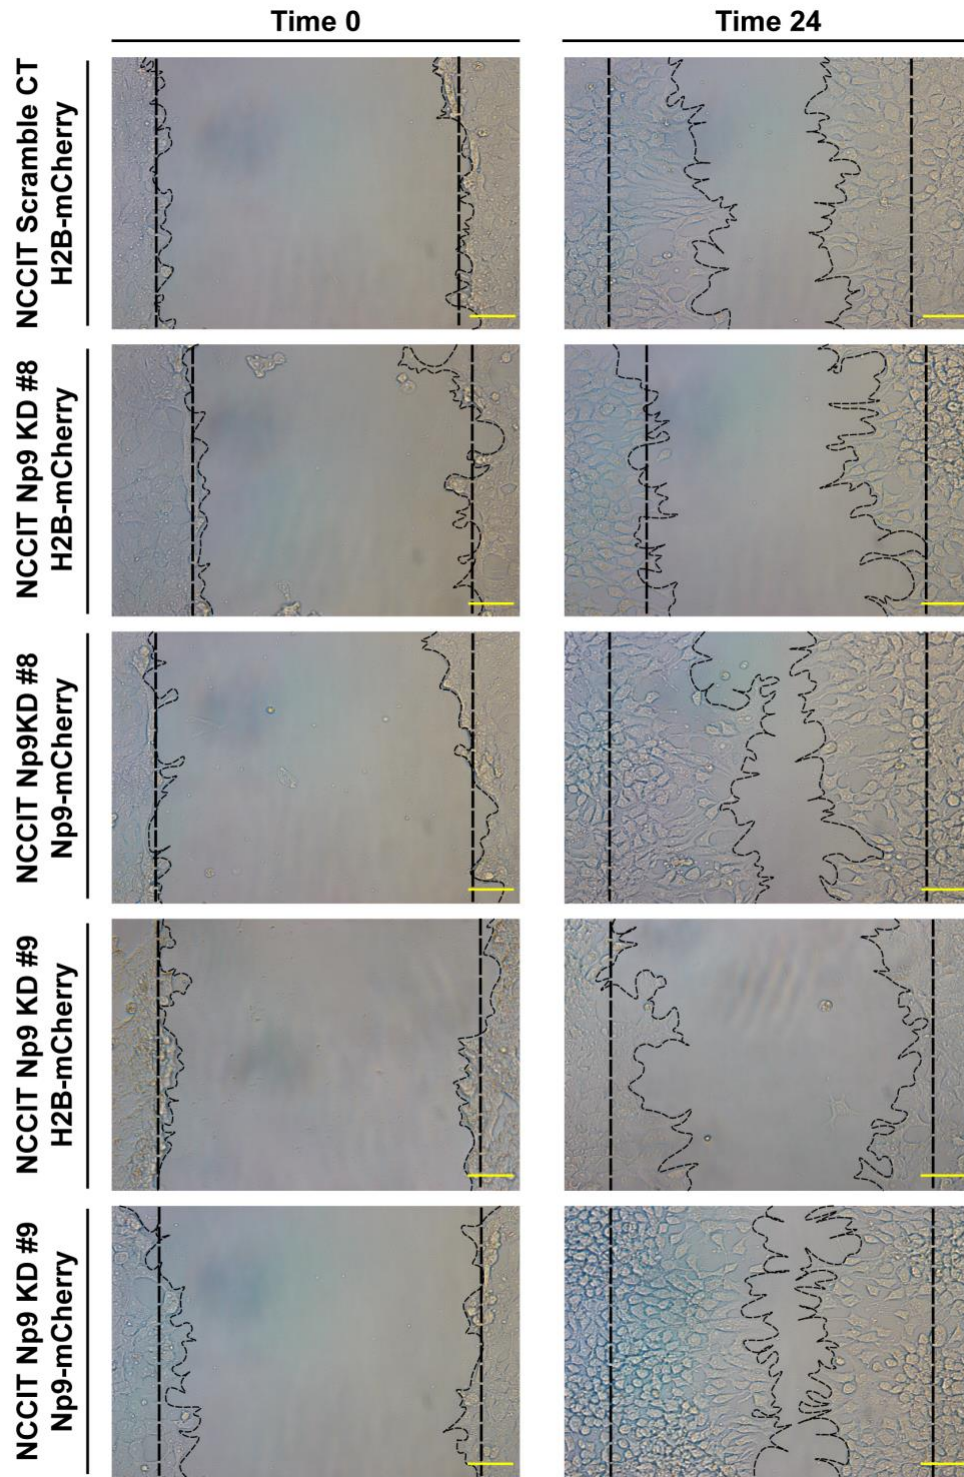 Time 0
Time 24
NCCIT Scramble CT
H2B-mCherry
NCCIT Np9 KD #8
H2B-mCherry
NCCIT Np9KD #8
Np9-mCherry
NCCIT Np9 KD #9
H2B-mCherry
NCCIT Np9 KD #9
Np9-mCherry